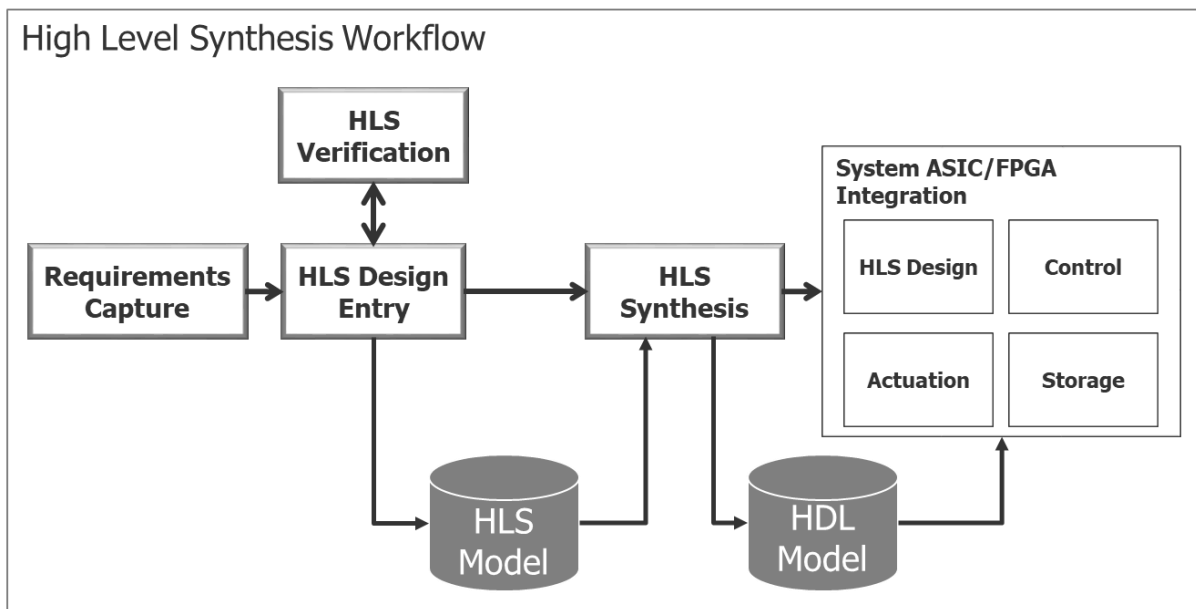 High Level Synthesis Workflow
HLS
Verification
Requirements
Capture
HLS Design
Entry
HLS
Synthesis
System ASIC/FPGA
Integration
HLS Design
Control
Actuation
Storage
HLS
Model
HDL
Model